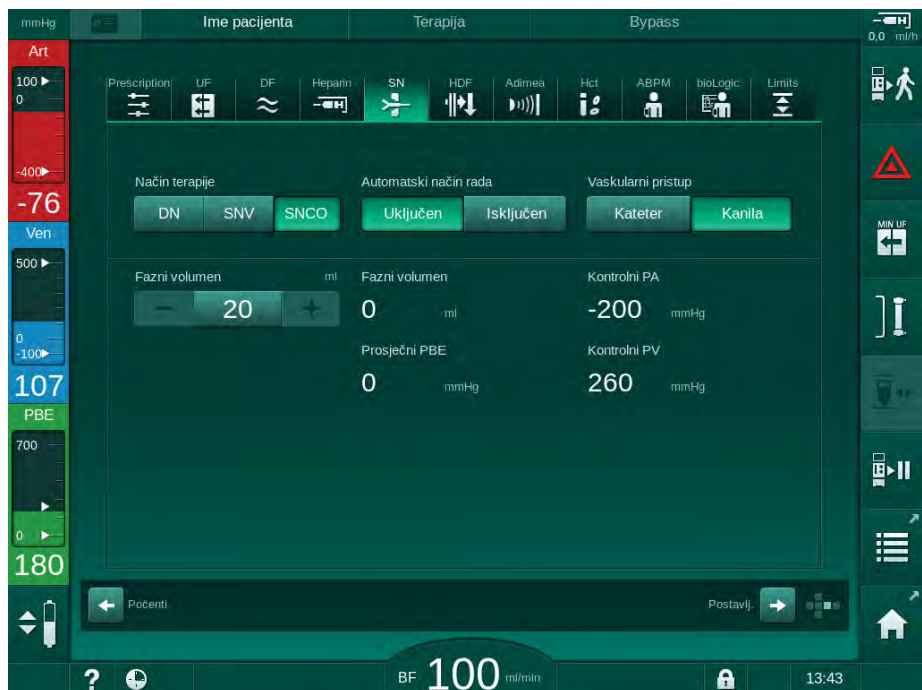 mmHg
Ime pacijenta
Terapija
Bypass
0,0 ml/h
Art
100
0
-400
-76
Ven
500
0
-100
107
PBE
700
0
180
Prescription
UF
DF
Heparin
SN
HDF
Adimea
Hct
ABPM
bioLogic
Limits
Način terapije
Automatski način rada
Vaskularni pristup
DN
SNV
SNCO
Uključen
Isključen
Kateter
Kanila
Fazni volumen ml
20
Fazni volumen
0 ml
Kontrolni PA
-200 mmHg
Prosječni PBE
0 mmHg
Kontrolni PV
260 mmHg
MIN UF
Početni
Postavlj.
?
BF 100 ml/min
13:43